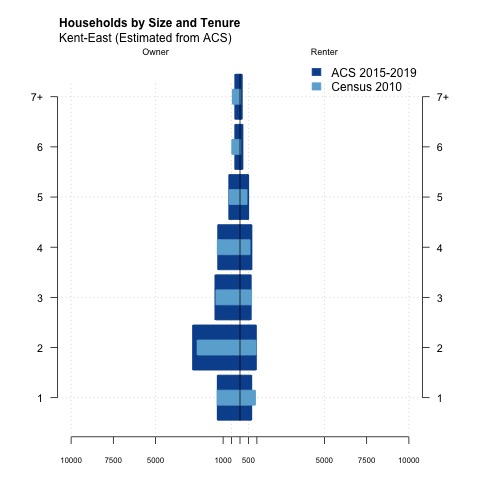 Households by Size and Tenure
Kent-East (Estimated from ACS)
Owner Renter
ACS 2015-2019
Census 2010
7+ 7+
6 6
5 5
4 4
3 3
2 2
1 1
10000 7500 5000 1000 500 5000 7500 10000